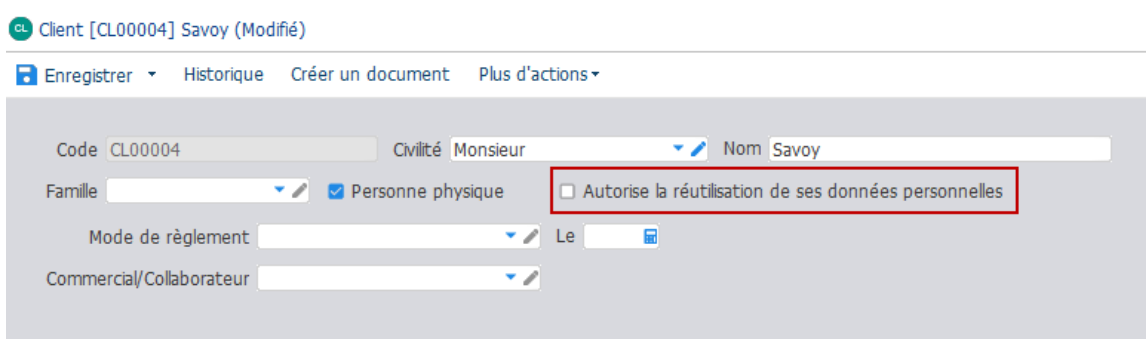 CL Client [CL00004] Savoy (Modifié)
Enregistrer Historique Créer un document Plus d'actions
Code CL00004 Civilité Monsieur Nom Savoy
Famille Personne physique Autorise la réutilisation de ses données personnelles
Mode de règlement Le
Commercial/Collaborateur